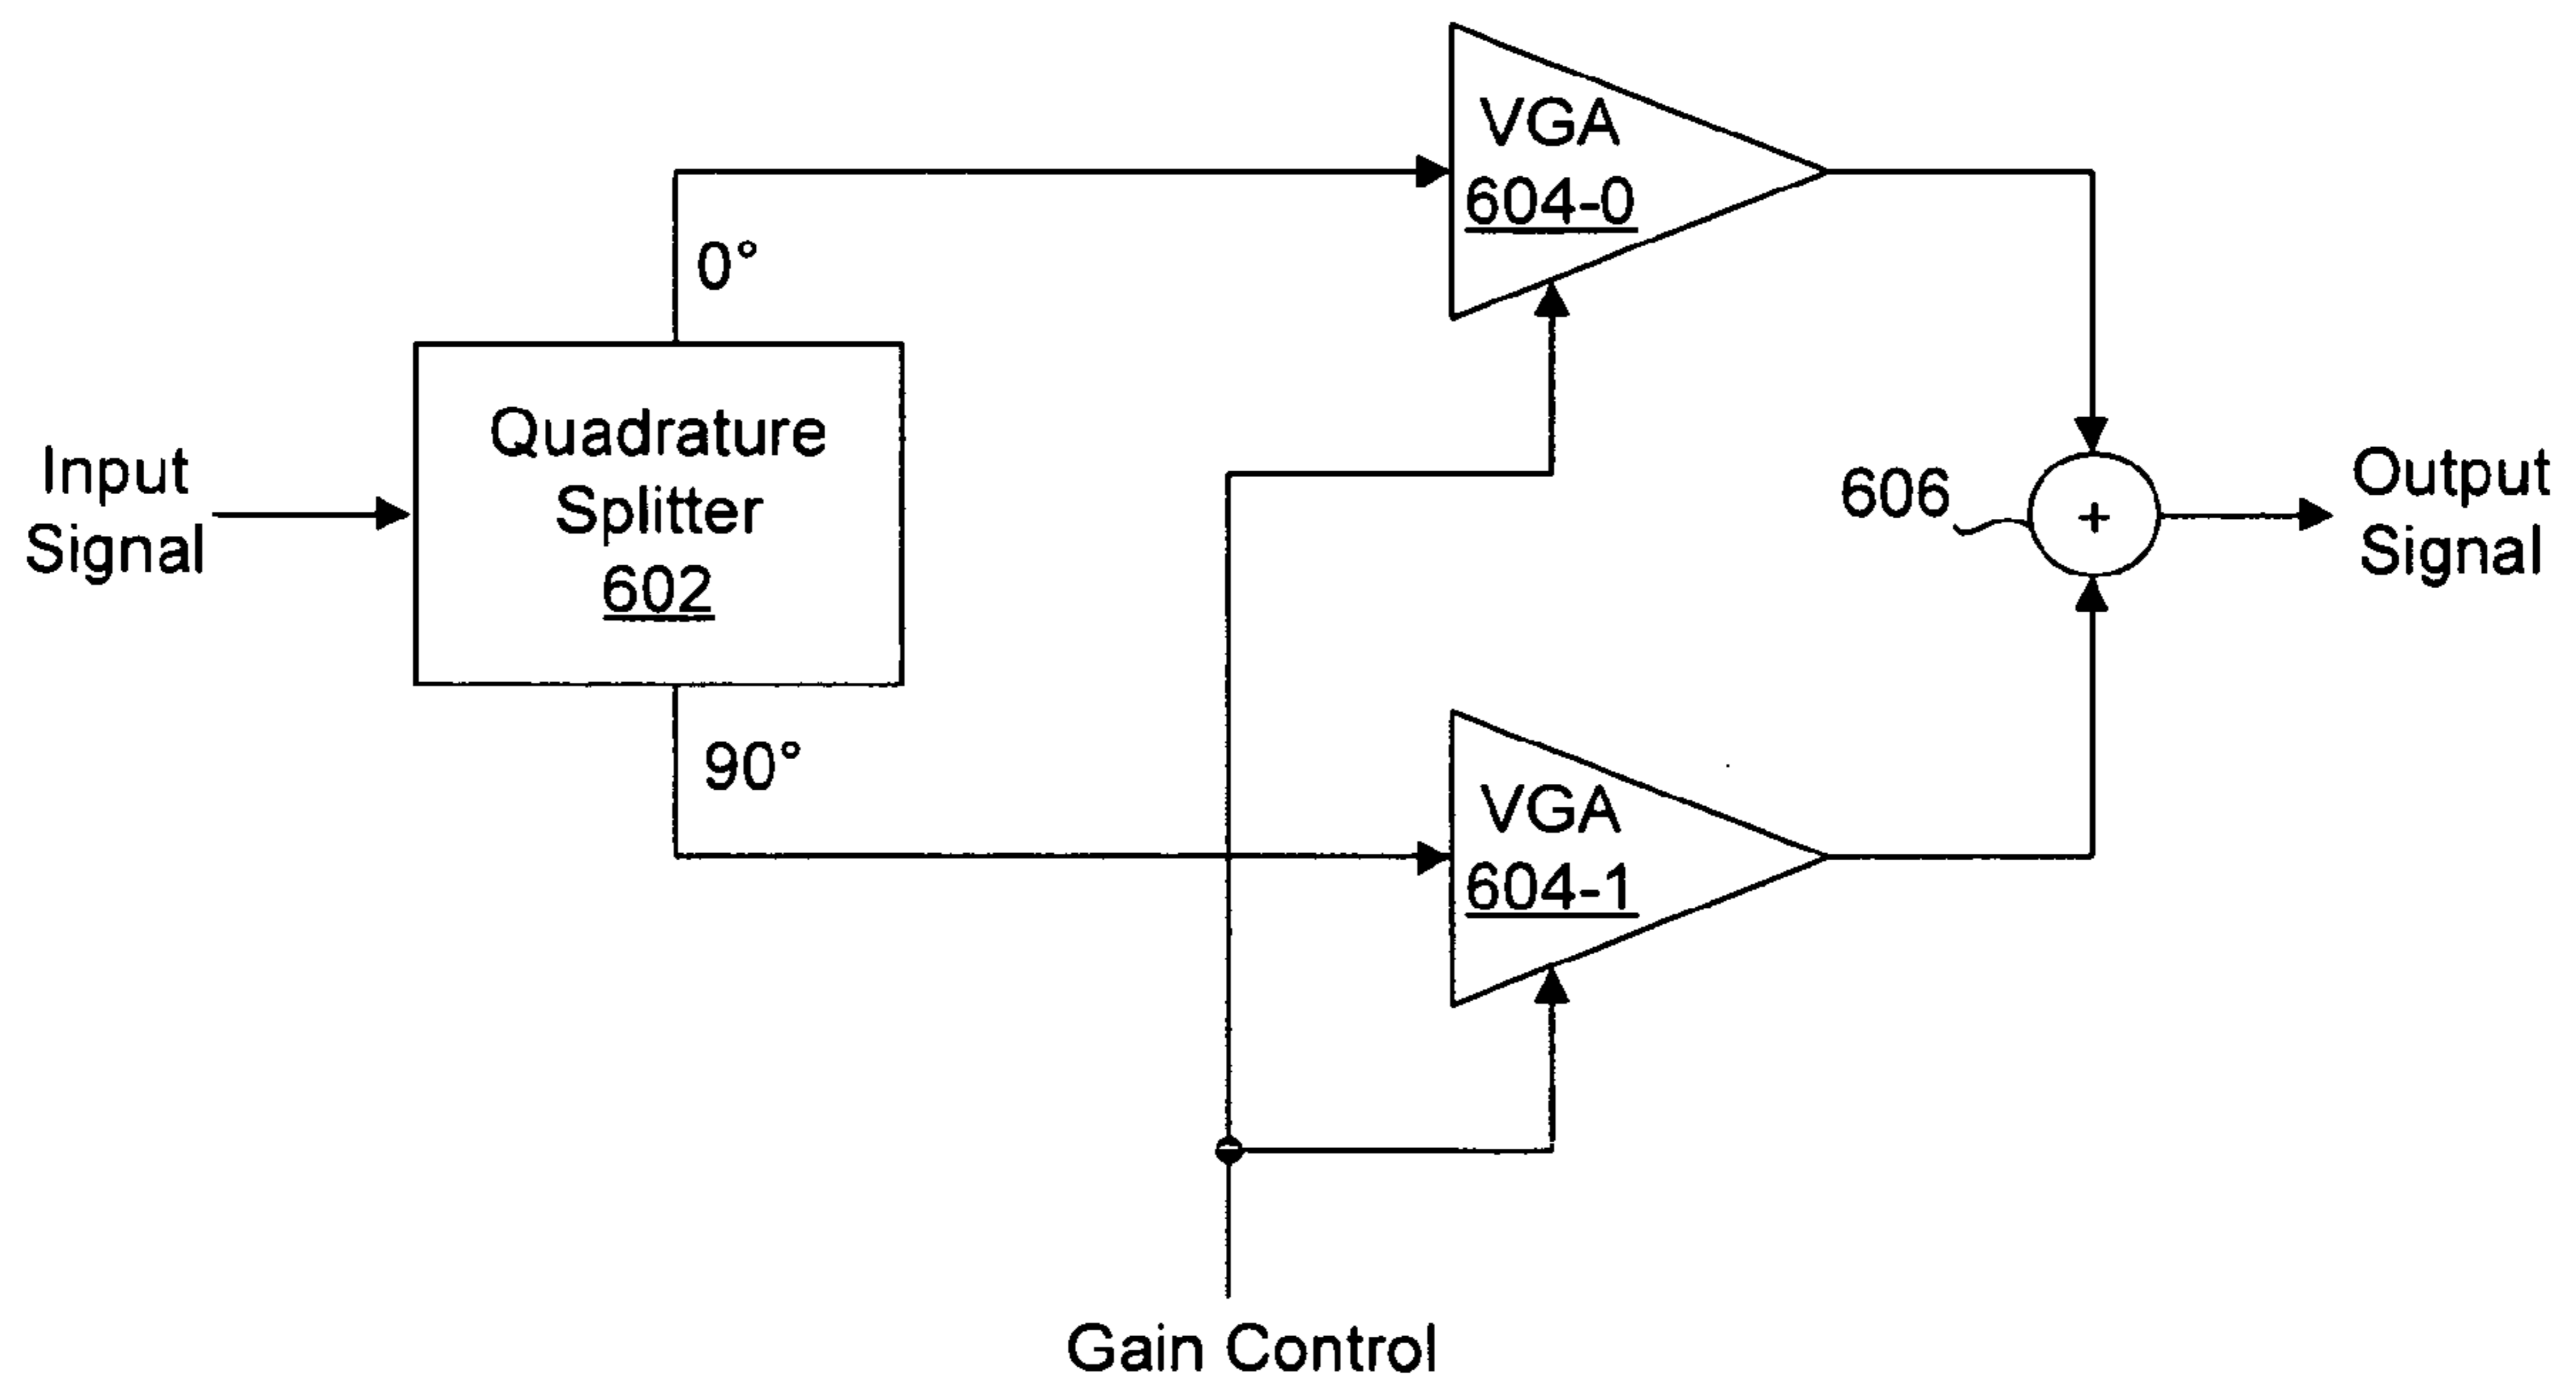 VGA
604-0
0°
Quadrature
Splitter
602
Input
Signal
606
+
Output
Signal
90°
VGA
604-1
Gain Control